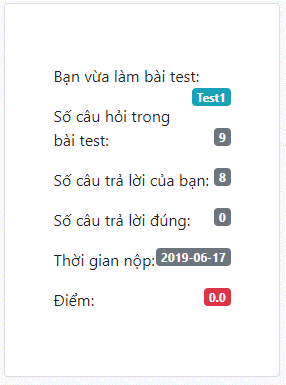 Bạn vừa làm bài test:
Test1
Số câu hỏi trong
bài test: 9
Số câu trả lời của bạn: 8
Số câu trả lời đúng: 0
Thời gian nộp: 2019-06-17
Điểm: 0.0